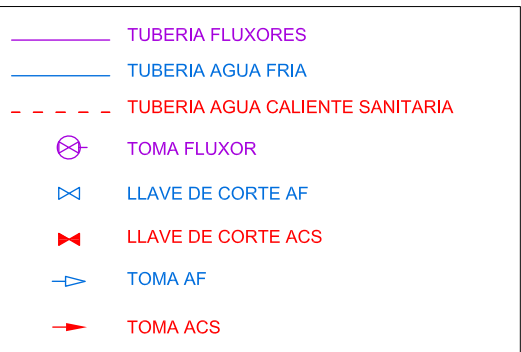 TUBERIA FLUXORES
TUBERIA AGUA FRIA
TUBERIA AGUA CALIENTE SANITARIA
TOMA FLUXOR
LLAVE DE CORTE AF
LLAVE DE CORTE ACS
TOMA AF
TOMA ACS